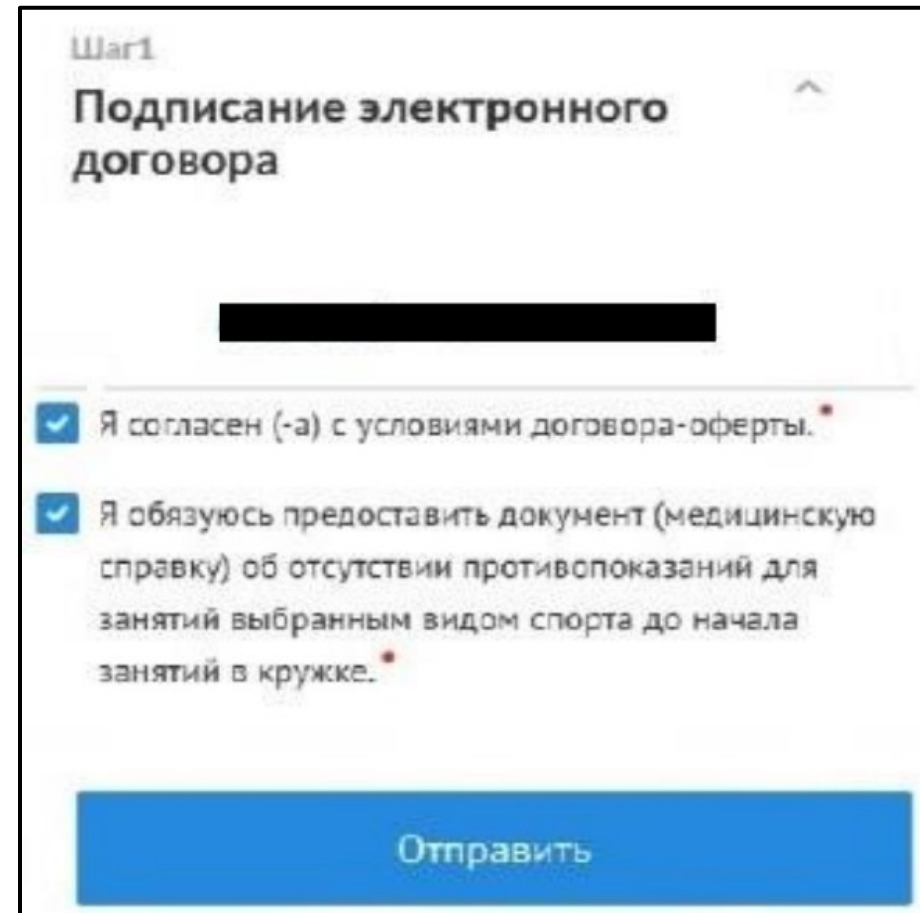 Шаг1
Подписание электронного
договора
Я согласен (-а) с условиями договора-оферты.*
Я обязуюсь предоставить документ (медицинскую
справку) об отсутствии противопоказаний для
занятий выбранным видом спорта до начала
занятий в кружке.*
Отправить